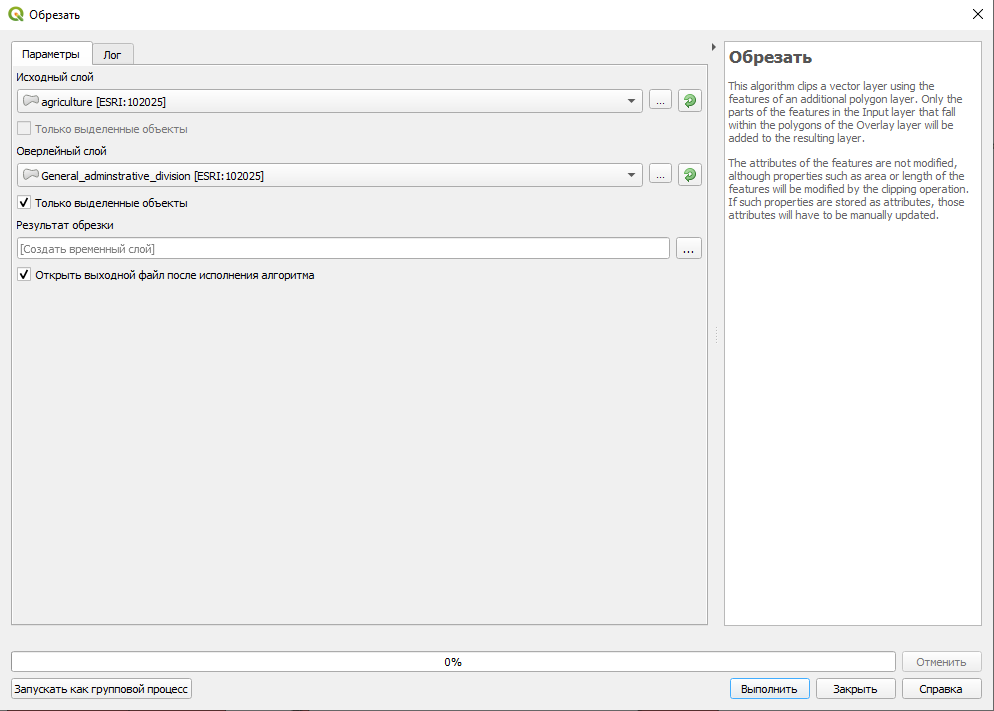 Обрезать
Параметры
Лог
Исходный слой
agriculture [ESRI:102025]
...
Только выделенные объекты
Оверлейный слой
General_adminstrative_division [ESRI:102025]
...
Только выделенные объекты
Результат обрезки
[Создать временный слой]
...
Открыть выходной файл после исполнения алгоритма
Обрезать
This algorithm clips a vector layer using the
features of an additional polygon layer. Only the
parts of the features in the Input layer that fall
within the polygons of the Overlay layer will be
added to the resulting layer.
The attributes of the features are not modified,
although properties such as area or length of the
features will be modified by the clipping operation.
If such properties are stored as attributes, those
attributes will have to be manually updated.
0%
Отменить
Запускать как групповой процесс
Выполнить
Закрыть
Справка